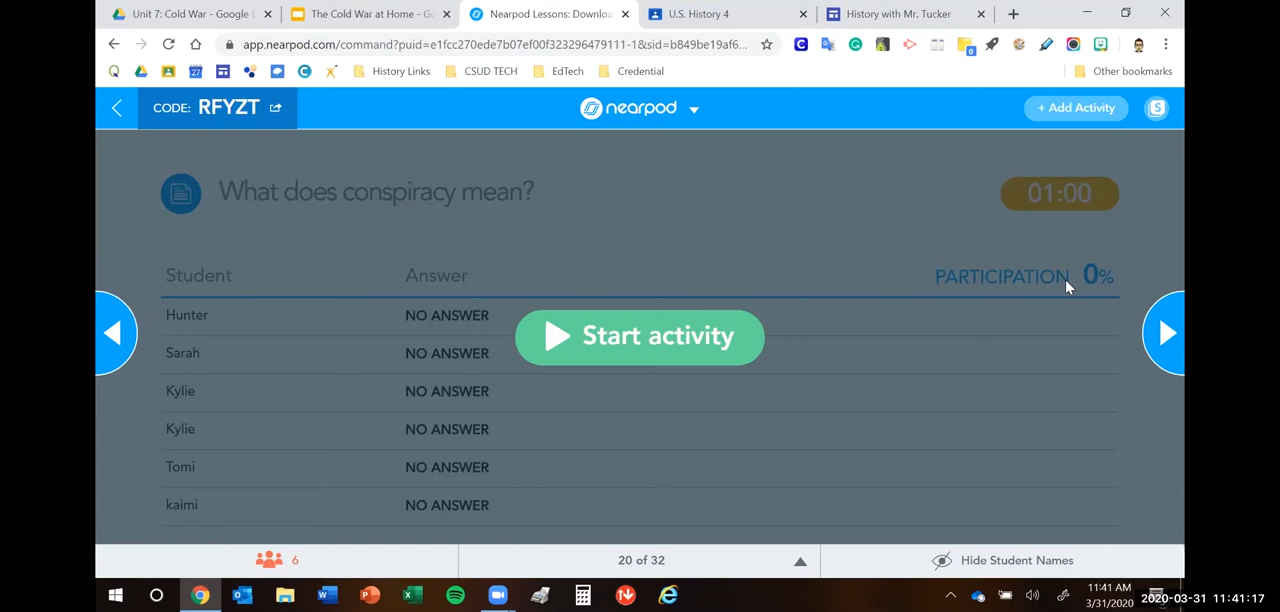 Unit 7: Cold War - Google D
The Cold War at Home - Go
Nearpod Lessons: Downloa
U.S. History 4
History with Mr. Tucker
app.nearpod.com/command?puid=e1fcc270ede7b07ef00f323296479111-1&sid=b849be19af6...
History Links
CSUD TECH
EdTech
Credential
Other bookmarks
CODE: RFYZT
nearpod
+ Add Activity
S
What does conspiracy mean?
01:00
Student
Answer
PARTICIPATION 0%
Hunter NO ANSWER
Sarah NO ANSWER
Kylie NO ANSWER
Kylie NO ANSWER
Tomi NO ANSWER
kaimi NO ANSWER
Start activity
6
20 of 32
Hide Student Names
11:41 AM
3/31/2020
2020-03-31 11:41:17